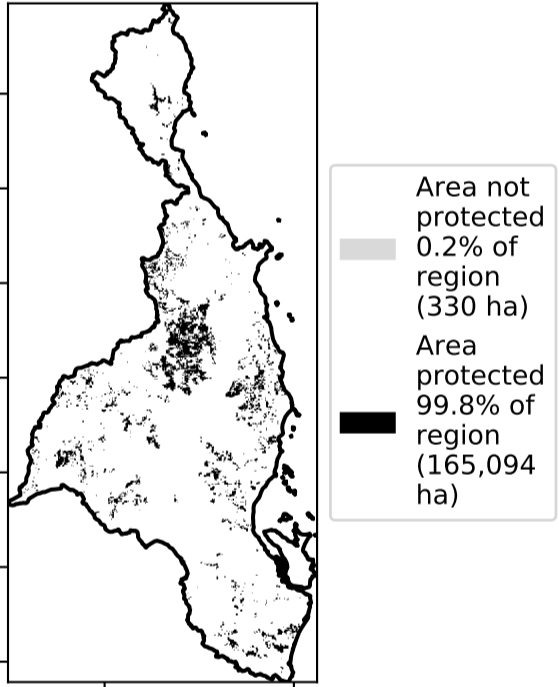 Area not
protected
0.2% of
region
(330 ha)
Area
protected
99.8% of
region
(165,094
ha)